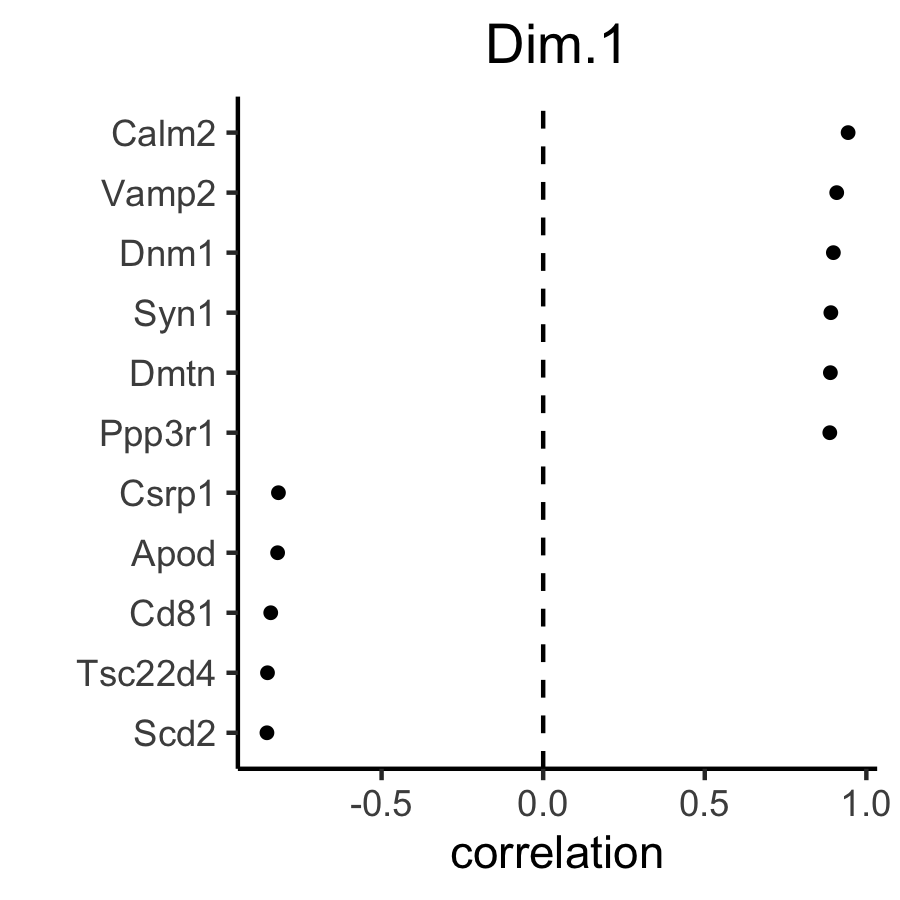 Dim.1
Calm2
Vamp2
Dnm1
Syn1
Dmtn
Ppp3r1
Csrp1
Apod
Cd81
Tsc22d4
Scd2
-0.5 0.0 0.5 1.0
correlation